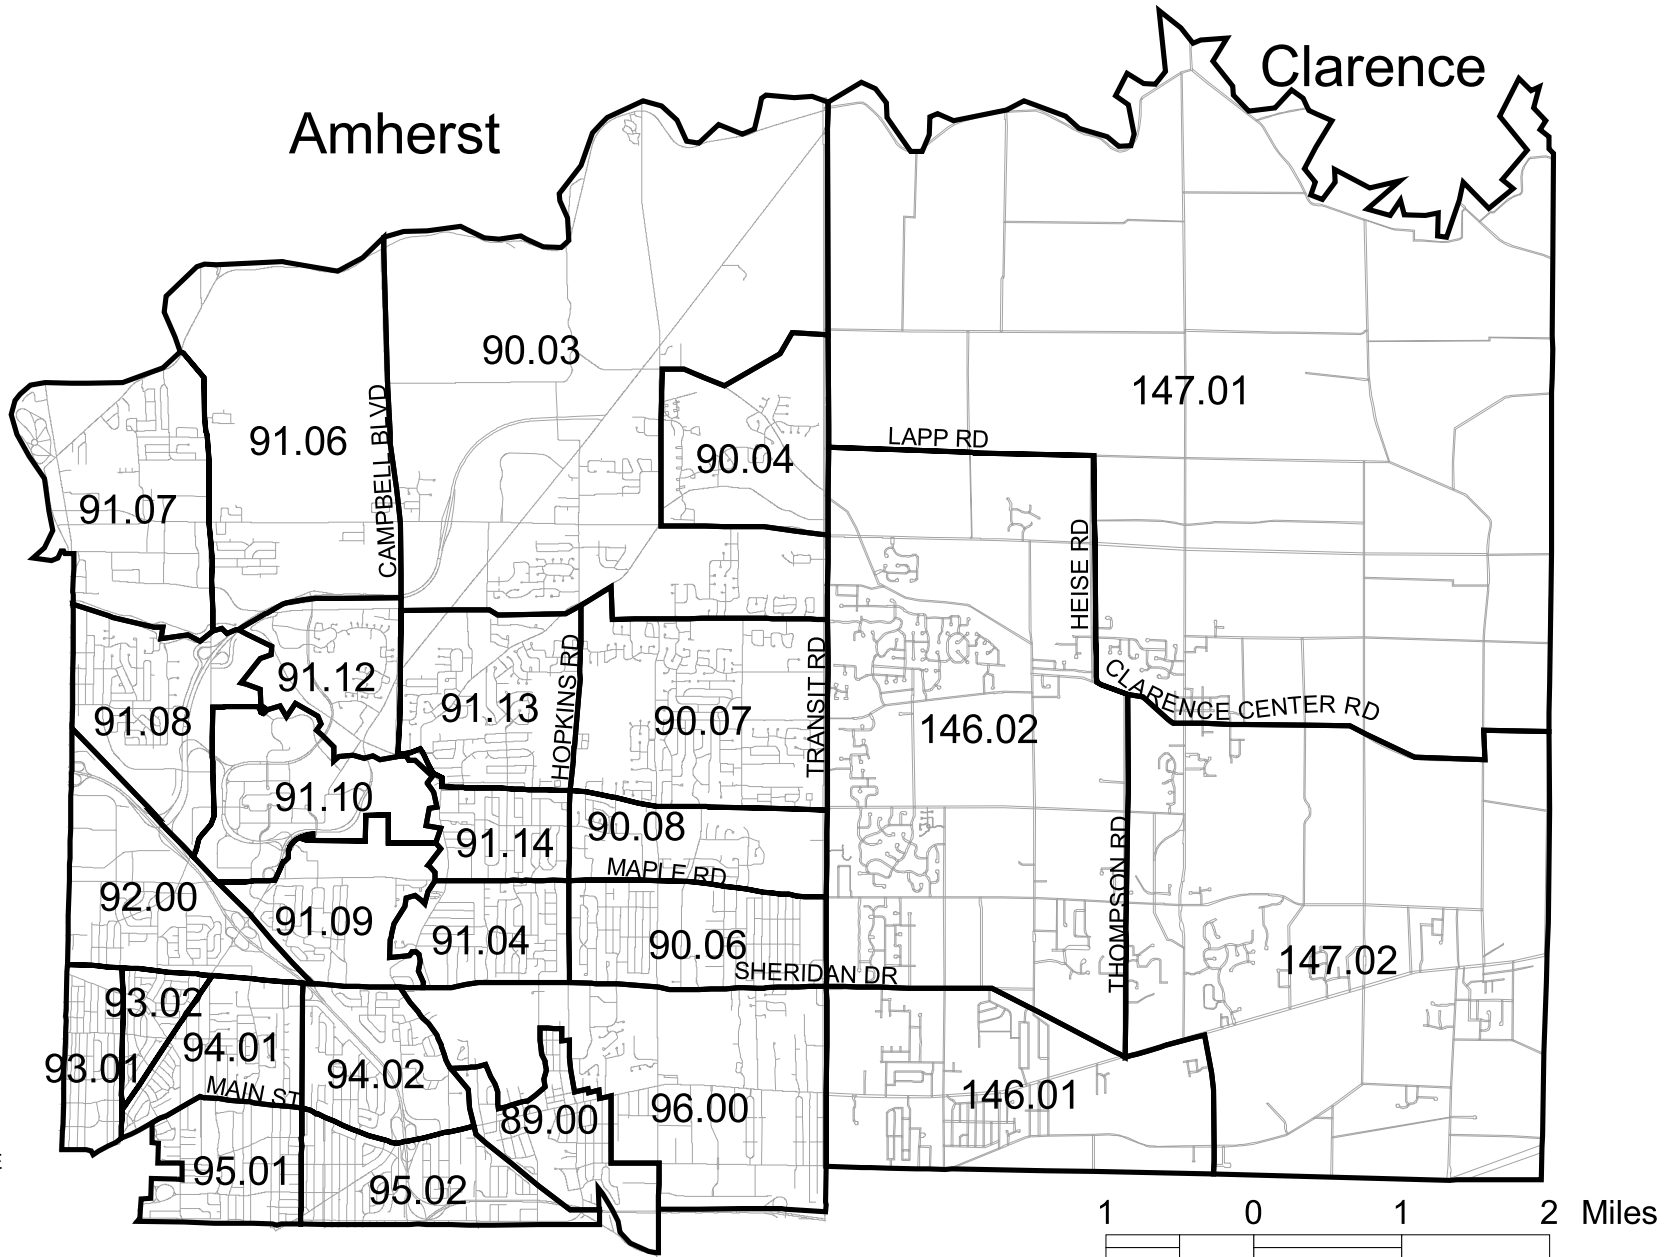 Clarence
Amherst
90.03
147.01
91.06
CAMPBELL BLVD
LAPP RD
90.04
91.07
HEISE RD
91.12
91.08
91.13
HOPKINS RD
90.07
TRANSIT RD
146.02
CLARENCE CENTER RD
91.10
91.14
90.08
MAPLE RD
THOMPSON RD
92.00
91.09
91.04
90.06
SHERIDAN DR
147.02
93.02
93.01
94.01
MAIN ST
94.02
89.00
96.00
146.01
95.01
95.02
1 0 1 2 Miles